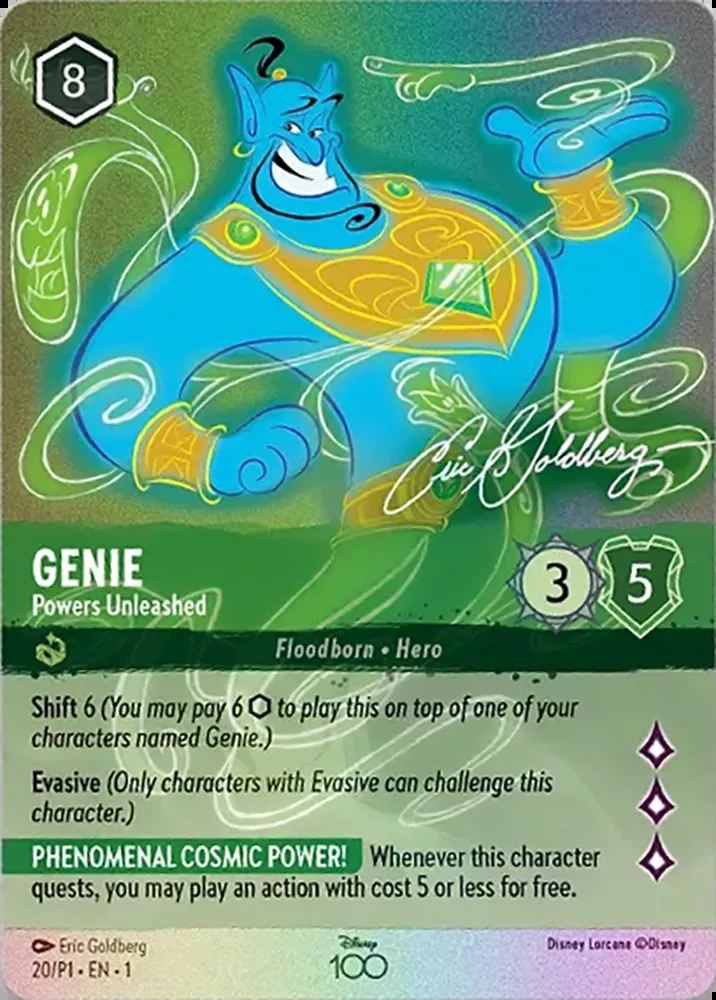 8
Eric Goldberg
GENIE
Powers Unleashed
3
5
Floodborn • Hero
Shift 6 (You may pay 6 ⬡ to play this on top of one of your
characters named Genie.)
Evasive (Only characters with Evasive can challenge this
character.)
PHENOMENAL COSMIC POWER! Whenever this character
quests, you may play an action with cost 5 or less for free.
Eric Goldberg
20/P1 • EN • 1
Disney
100
Disney Lorcana ©Disney